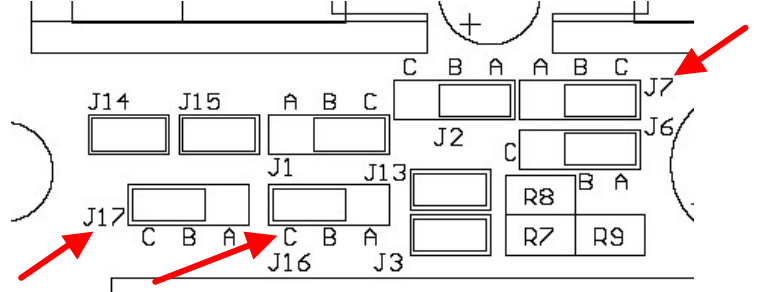 C B A A B C
J7
J14 J15 A B C
J2 J6
C
J1 J13
B A
R8
J17
C B A C B A R7 R9
J16 J3